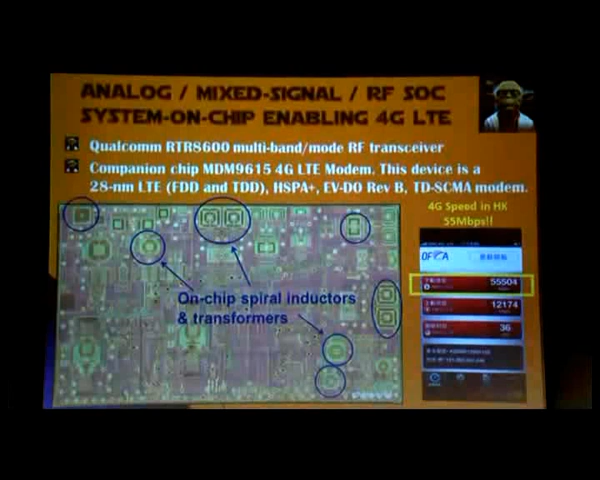 ANALOG / MIXED-SIGNAL / RF SOC
SYSTEM-ON-CHIP ENABLING 4G LTE
Qualcomm RTR8600 multi-band/mode RF transceiver
Companion chip MDM9615 4G LTE Modem. This device is a
28-nm LTE (FDD and TDD), HSPA+, EV-DO Rev B, TD-SCMA modem.
4G Speed in HK
55Mbps!!
On-chip spiral inductors
& transformers
55504
12174
36